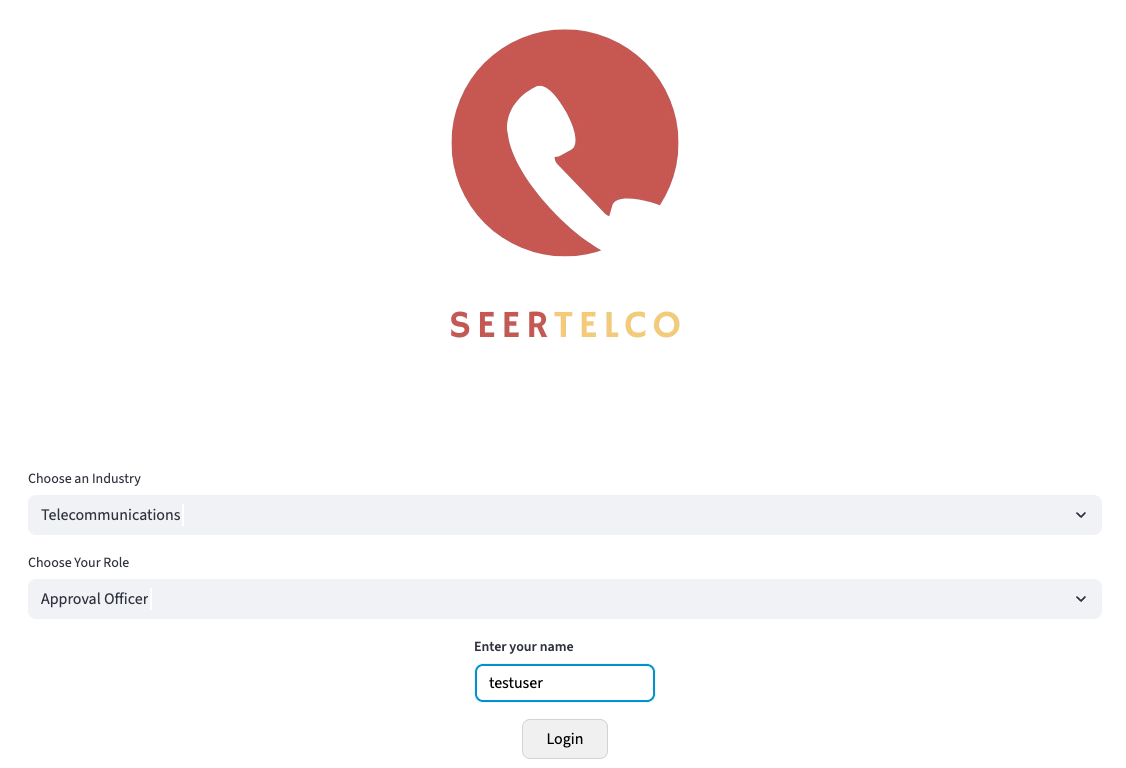 SEERTELCO
Choose an Industry
Telecommunications
Choose Your Role
Approval Officer
Enter your name
testuser
Login